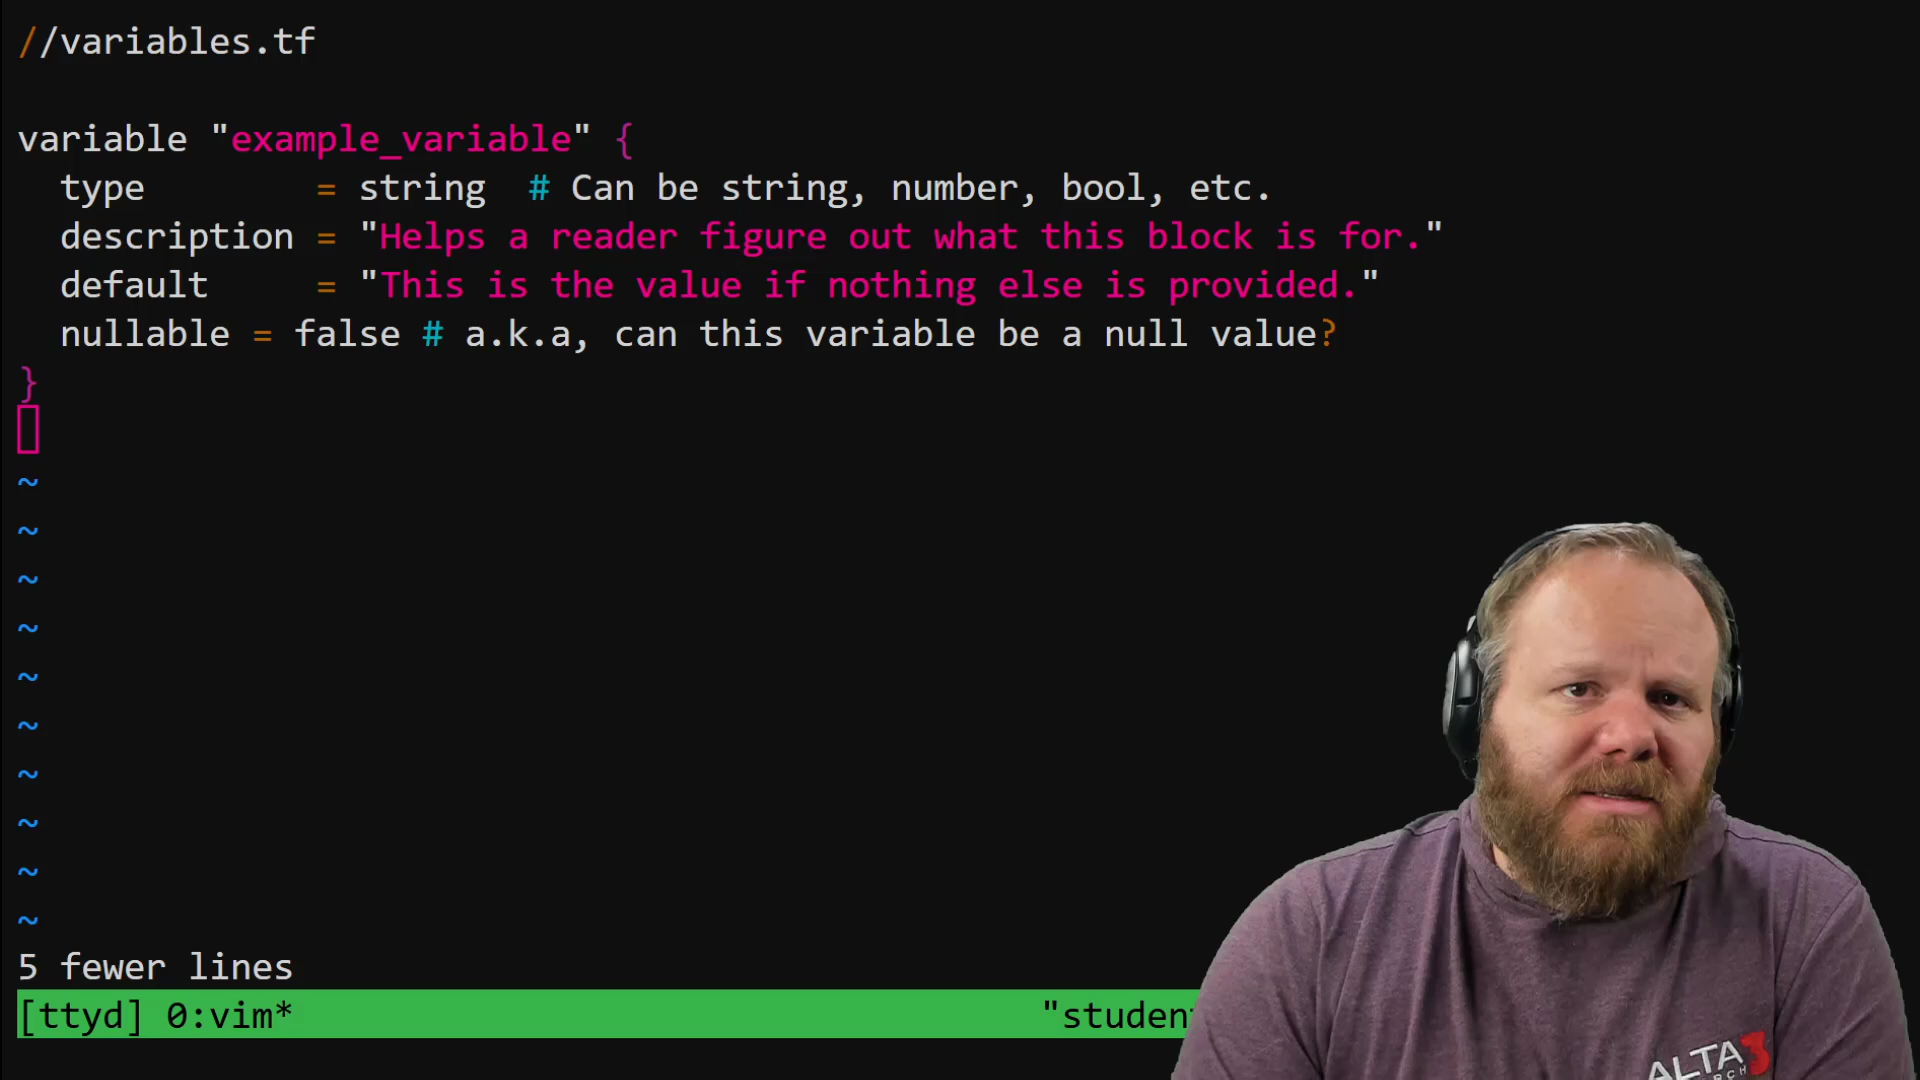 //variables.tf
variable "example_variable" {
  type        = string  # Can be string, number, bool, etc.
  description = "Helps a reader figure out what this block is for."
  default     = "This is the value if nothing else is provided."
  nullable = false # a.k.a, can this variable be a null value?
}
~
~
~
~
~
~
~
~
~
~
5 fewer lines
[ttyd] 0:vim* "studen
ALTA3